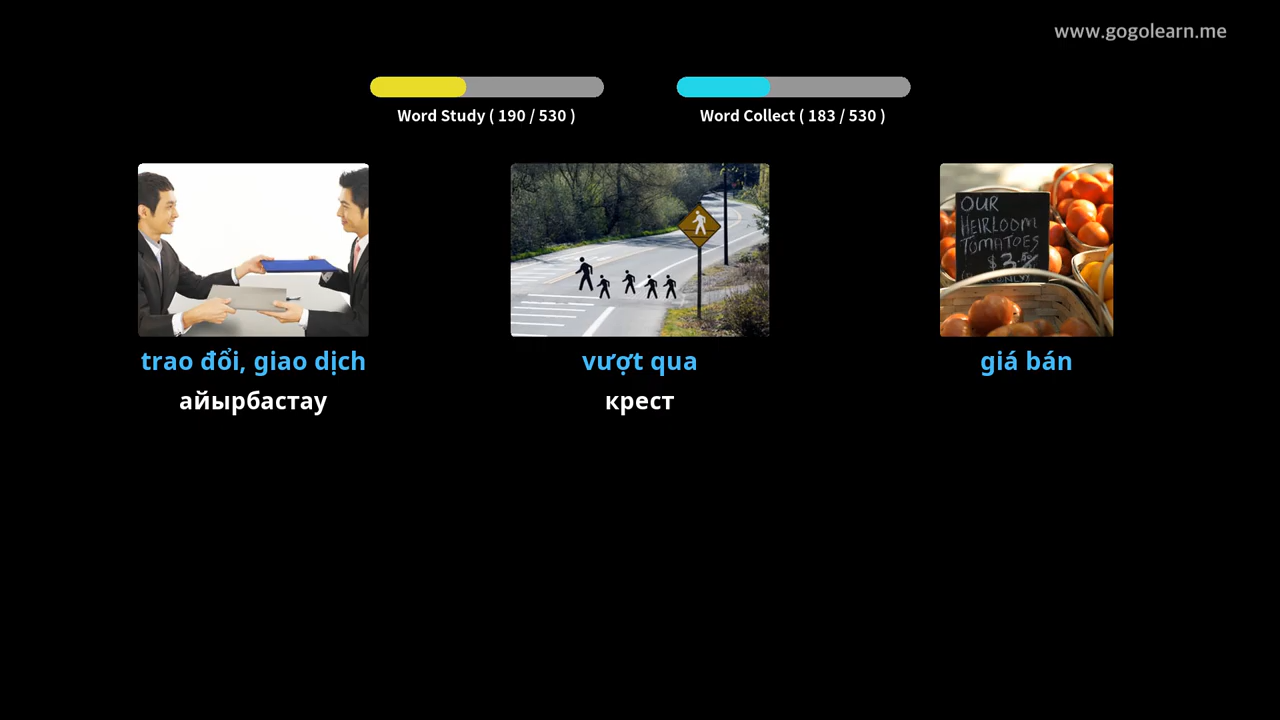 www.gogolearn.me
Word Study ( 190 / 530 )
Word Collect ( 183 / 530 )
OUR
HEIRLOOM
TOMATOES
$3.
trao đổi, giao dịch
vượt qua
giá bán
айырбастау
крест